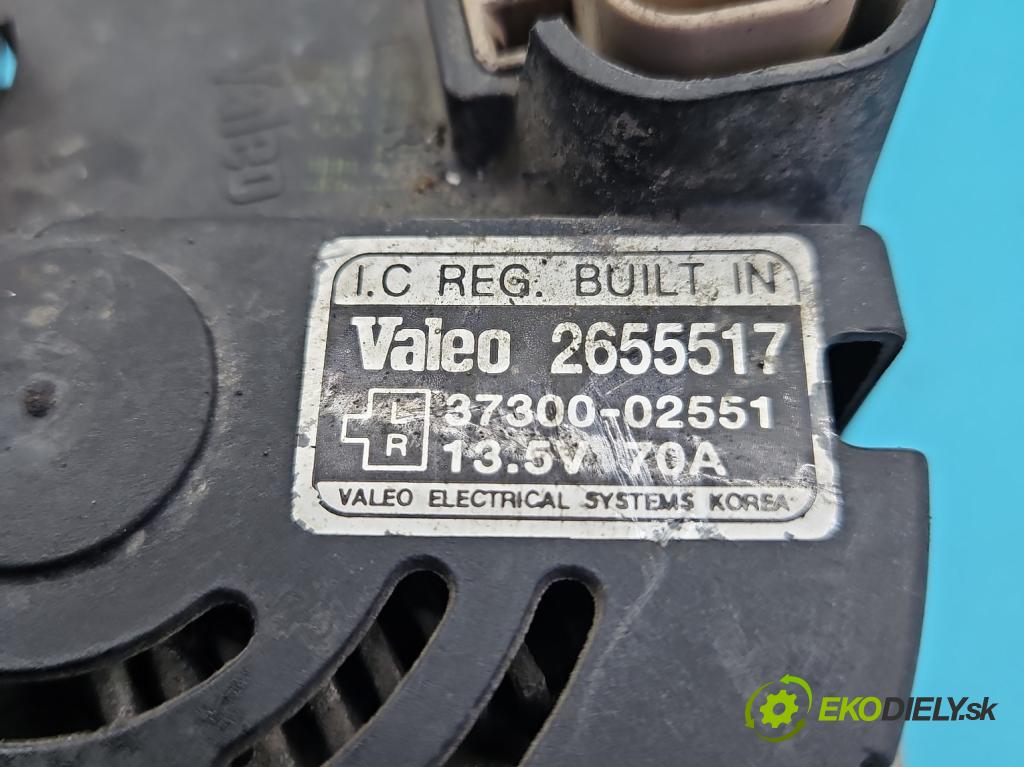 Valeo
I.C REG. BUILT IN
Valeo 2655517
L 37300-02551
R 13.5V 70A
VALEO ELECTRICAL SYSTEMS KOREA
EKODIELY.sk